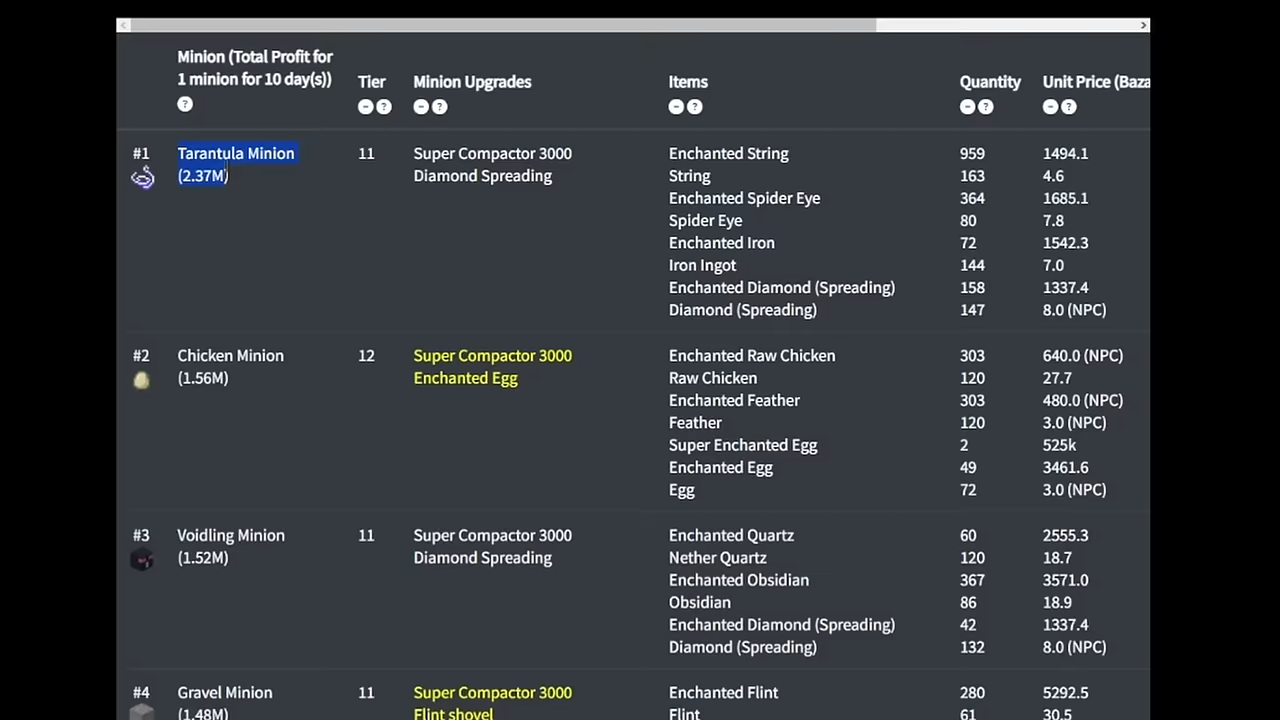 Minion (Total Profit for
1 minion for 10 day(s))
Tier
Minion Upgrades
Items
Quantity
Unit Price (Baza
#1 Tarantula Minion 11 Super Compactor 3000 Enchanted String 959 1494.1
(2.37M) Diamond Spreading String 163 4.6
Enchanted Spider Eye 364 1685.1
Spider Eye 80 7.8
Enchanted Iron 72 1542.3
Iron Ingot 144 7.0
Enchanted Diamond (Spreading) 158 1337.4
Diamond (Spreading) 147 8.0 (NPC)
#2 Chicken Minion 12 Super Compactor 3000 Enchanted Raw Chicken 303 640.0 (NPC)
(1.56M) Enchanted Egg Raw Chicken 120 27.7
Enchanted Feather 303 480.0 (NPC)
Feather 120 3.0 (NPC)
Super Enchanted Egg 2 525k
Enchanted Egg 49 3461.6
Egg 72 3.0 (NPC)
#3 Voidling Minion 11 Super Compactor 3000 Enchanted Quartz 60 2555.3
(1.52M) Diamond Spreading Nether Quartz 120 18.7
Enchanted Obsidian 367 3571.0
Obsidian 86 18.9
Enchanted Diamond (Spreading) 42 1337.4
Diamond (Spreading) 132 8.0 (NPC)
#4 Gravel Minion 11 Super Compactor 3000 Enchanted Flint 280 5292.5
(1.48M) Flint shovel Flint 61 30.5